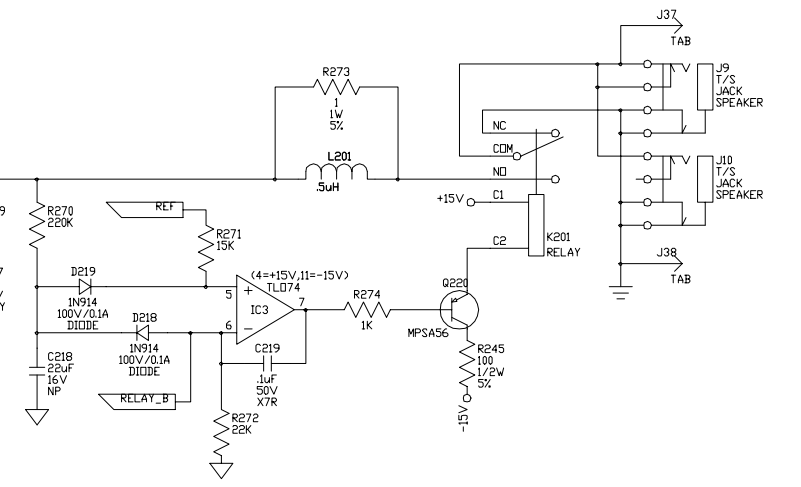 J37
TAB
J9
T/S
JACK
SPEAKER
R273
1
1W
5%
NC
COM
NO
L201
.5uH
J10
T/S
JACK
SPEAKER
+15V
C1
C2
K201
RELAY
J38
TAB
9
R270
220K
REF
R271
15K
7
D219
1N914
100V/0.1A
DIODE
(4=+15V,11=-15V)
TL074
5
+
IC3
7
6
-
R274
1K
Q220
MPSA56
D218
1N914
100V/0.1A
DIODE
Y
C218
22uF
16V
NP
C219
.1uF
50V
X7R
R245
100
1/2W
5%
-15V
RELAY_B
R272
22K